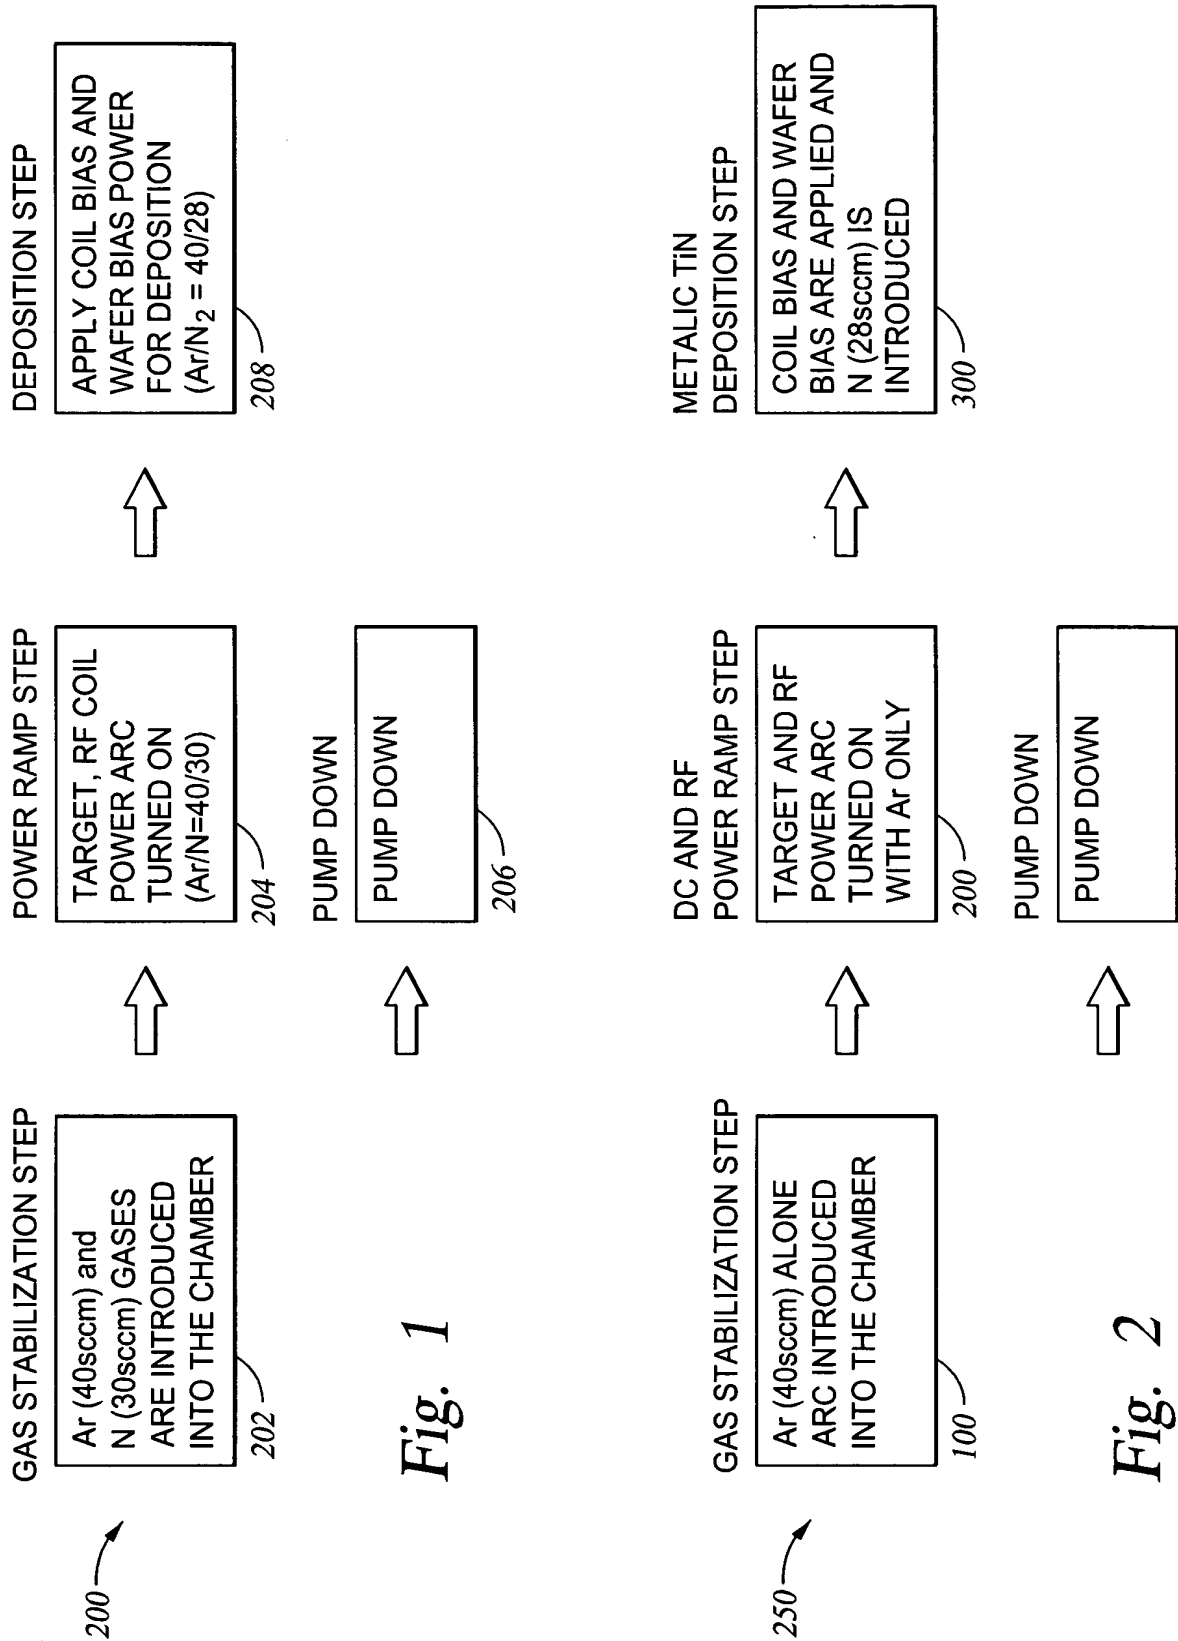 200
GAS STABILIZATION STEP
Ar (40sccm) and
N (30sccm) GASES
ARE INTRODUCED
INTO THE CHAMBER
202
POWER RAMP STEP
TARGET, RF COIL
POWER ARC
TURNED ON
(Ar/N=40/30)
204
PUMP DOWN
PUMP DOWN
206
DEPOSITION STEP
APPLY COIL BIAS AND
WAFER BIAS POWER
FOR DEPOSITION
(Ar/N₂ = 40/28)
208
Fig. 1
250
GAS STABILIZATION STEP
Ar (40sccm) ALONE
ARC INTRODUCED
INTO THE CHAMBER
100
DC AND RF
POWER RAMP STEP
TARGET AND RF
POWER ARC
TURNED ON
WITH Ar ONLY
200
PUMP DOWN
PUMP DOWN
METALIC TiN
DEPOSITION STEP
COIL BIAS AND WAFER
BIAS ARE APPLIED AND
N (28sccm) IS
INTRODUCED
300
Fig. 2